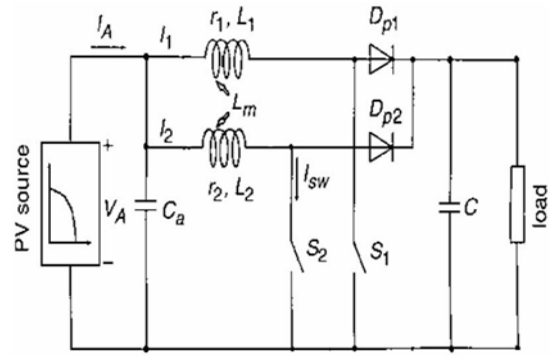 I_A
I_1
r_1, L_1
D_p1
L_m
D_p2
I_2
r_2, L_2
I_sw
PV source
+
V_A
−
C_a
S_2
S_1
C
load